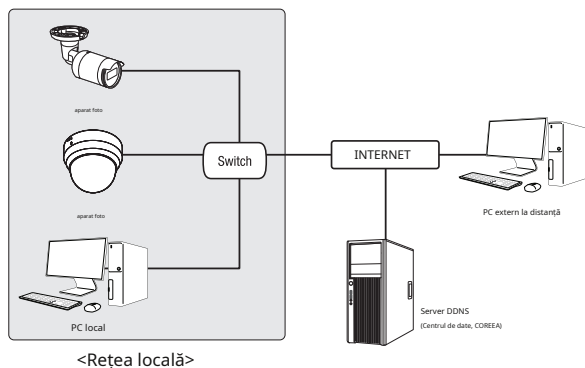 aparat foto
aparat foto
Switch
INTERNET
PC extern la distanță
PC local
Server DDNS
(Centrul de date, COREEA)
<Rețea locală>